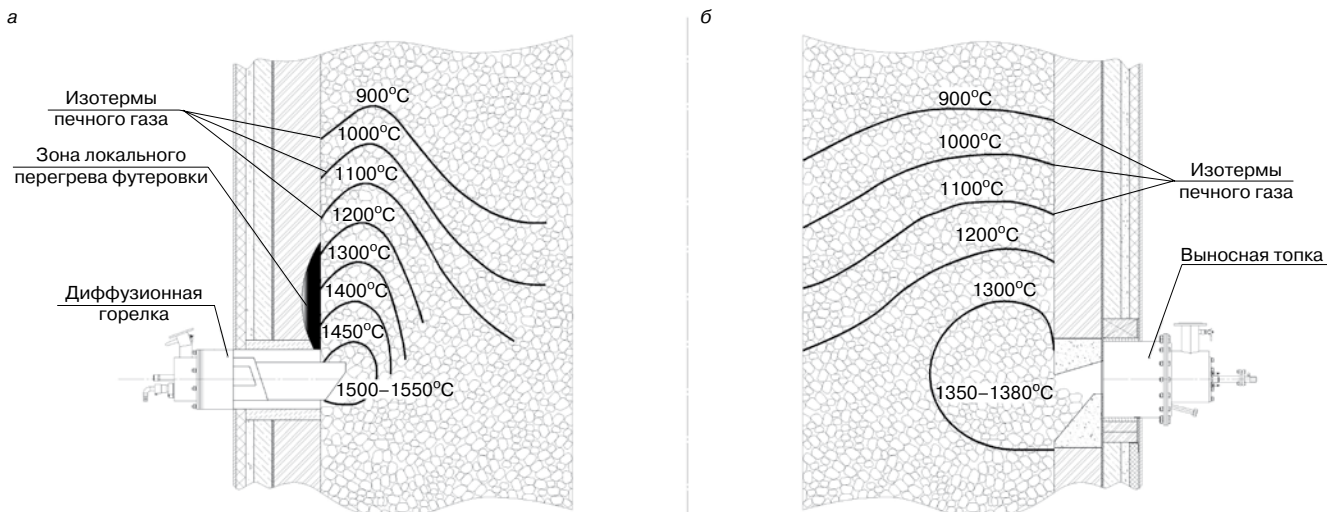 а
Изотермы
печного газа
Зона локального
перегрева футеровки
Диффузионная
горелка
900°C
1000°C
1100°C
1200°C
1300°C
1400°C
1450°C
1500–1550°C
б
900°C
1000°C
1100°C
1200°C
1300°C
1350–1380°C
Изотермы
печного газа
Выносная топка